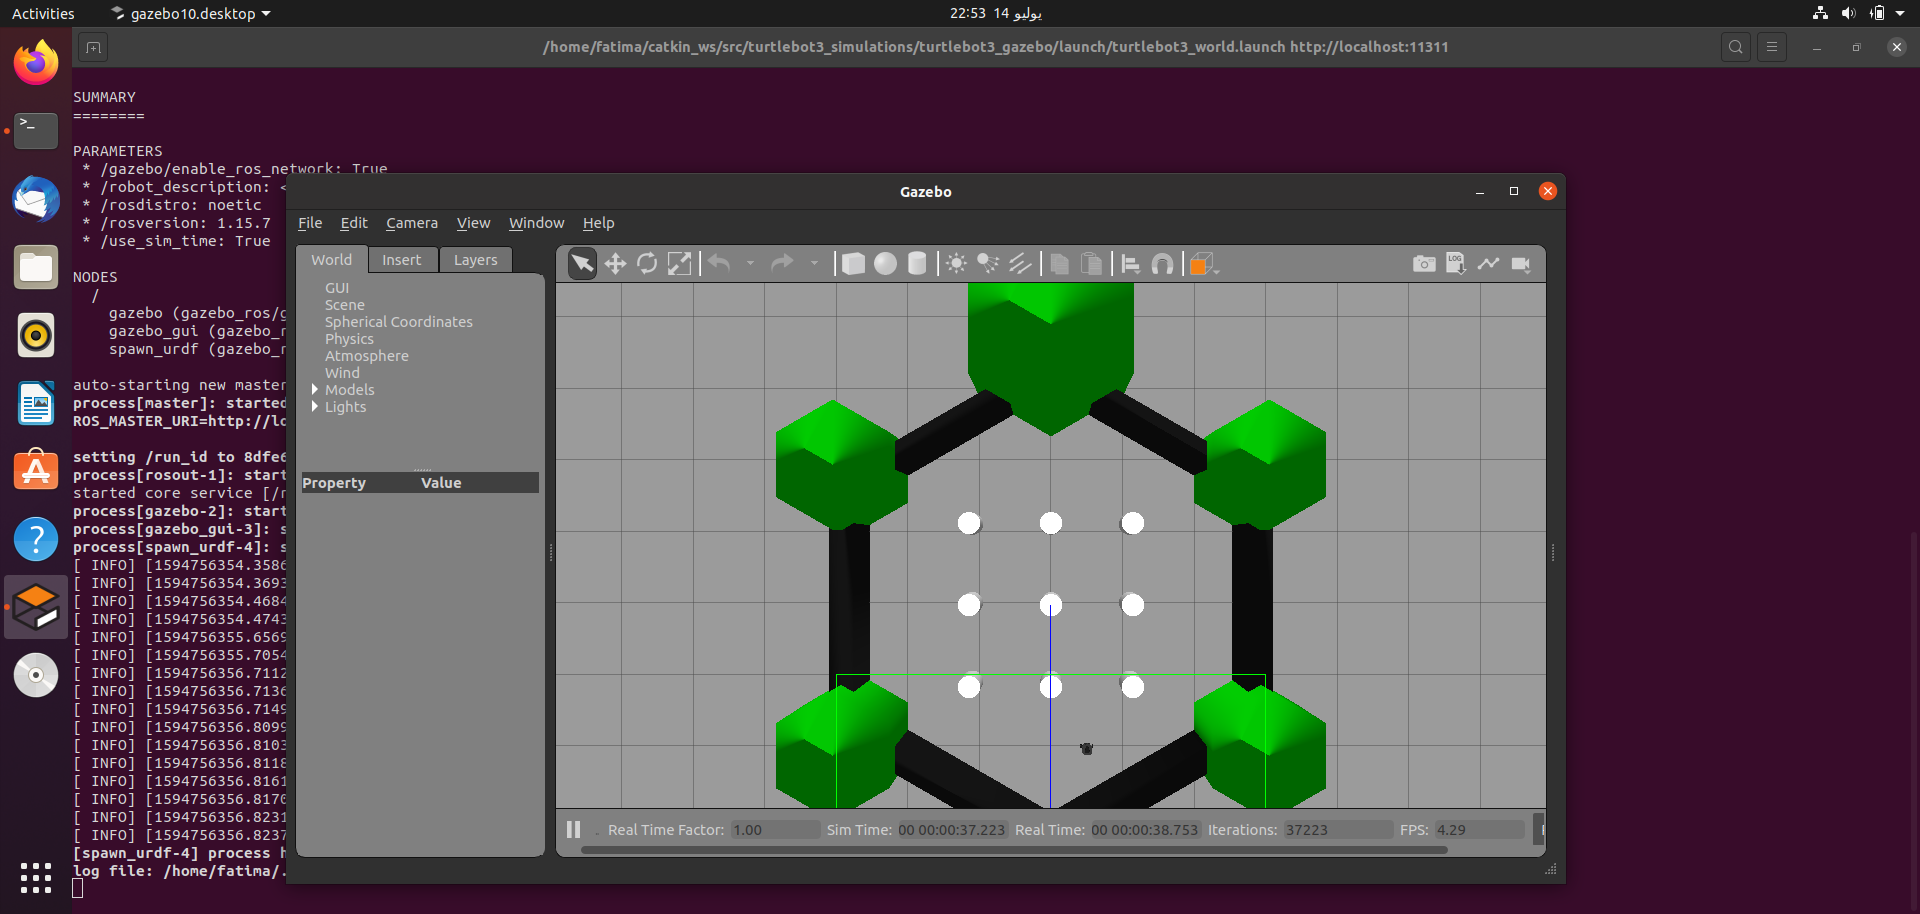 Activities
gazebo10.desktop
22:53 14 يوليو
/home/fatima/catkin_ws/src/turtlebot3_simulations/turtlebot3_gazebo/launch/turtlebot3_world.launch http://localhost:11311
SUMMARY
========
PARAMETERS
* /gazebo/enable_ros_network: True
* /robot_description: <
* /rosdistro: noetic
* /rosversion: 1.15.7
* /use_sim_time: True
NODES
/
gazebo (gazebo_ros/g
gazebo_gui (gazebo_r
spawn_urdf (gazebo_r
auto-starting new master
process[master]: started
ROS_MASTER_URI=http://lo
setting /run_id to 8dfe6
process[rosout-1]: start
started core service [/r
process[gazebo-2]: start
process[gazebo_gui-3]: s
process[spawn_urdf-4]: s
[ INFO] [1594756354.3586
[ INFO] [1594756354.3693
[ INFO] [1594756354.4684
[ INFO] [1594756354.4743
[ INFO] [1594756355.6569
[ INFO] [1594756355.7054
[ INFO] [1594756356.7112
[ INFO] [1594756356.7136
[ INFO] [1594756356.7149
[ INFO] [1594756356.8099
[ INFO] [1594756356.8103
[ INFO] [1594756356.8118
[ INFO] [1594756356.8161
[ INFO] [1594756356.8170
[ INFO] [1594756356.8231
[ INFO] [1594756356.8237
[spawn_urdf-4] process h
log file: /home/fatima/.
Gazebo
File Edit Camera View Window Help
World Insert Layers
GUI
Scene
Spherical Coordinates
Physics
Atmosphere
Wind
Models
Lights
Property Value
LOG
Real Time Factor: 1.00 Sim Time: 00 00:00:37.223 Real Time: 00 00:00:38.753 Iterations: 37223 FPS: 4.29